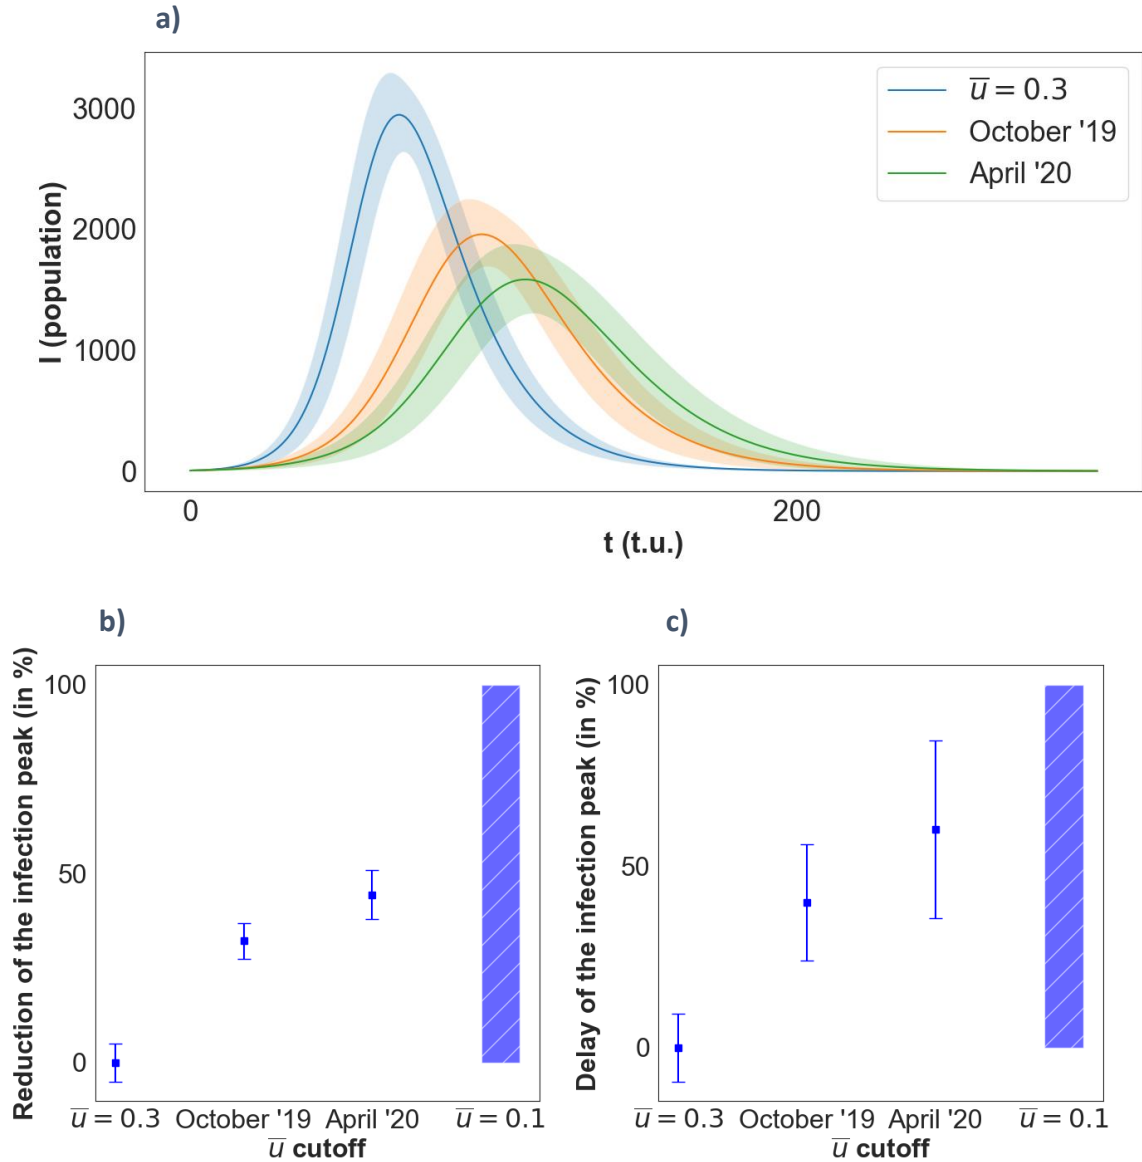 a)
3000
2000
1000
0
I (population)
u̅ = 0.3
October '19
April '20
0
200
t (t.u.)
b)
100
50
0
Reduction of the infection peak (in %)
u̅ = 0.3
October '19
April '20
u̅ = 0.1
u̅ cutoff
c)
100
50
0
Delay of the infection peak (in %)
u̅ = 0.3
October '19
April '20
u̅ = 0.1
u̅ cutoff